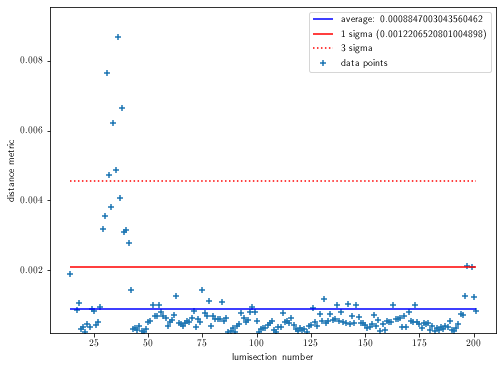 average: 0.0008847003043560462
1 sigma (0.0012206520801004898)
3 sigma
data points
distance metric
0.008
0.006
0.004
0.002
25 50 75 100 125 150 175 200
lumisection number